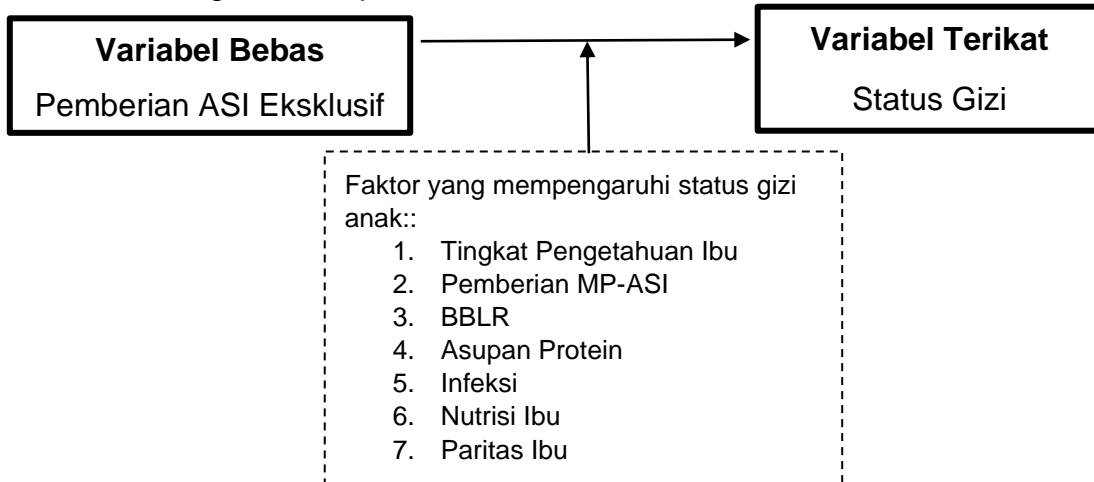 Variabel Bebas
Pemberian ASI Eksklusif
Variabel Terikat
Status Gizi
Faktor yang mempengaruhi status gizi
anak::
1. Tingkat Pengetahuan Ibu
2. Pemberian MP-ASI
3. BBLR
4. Asupan Protein
5. Infeksi
6. Nutrisi Ibu
7. Paritas Ibu